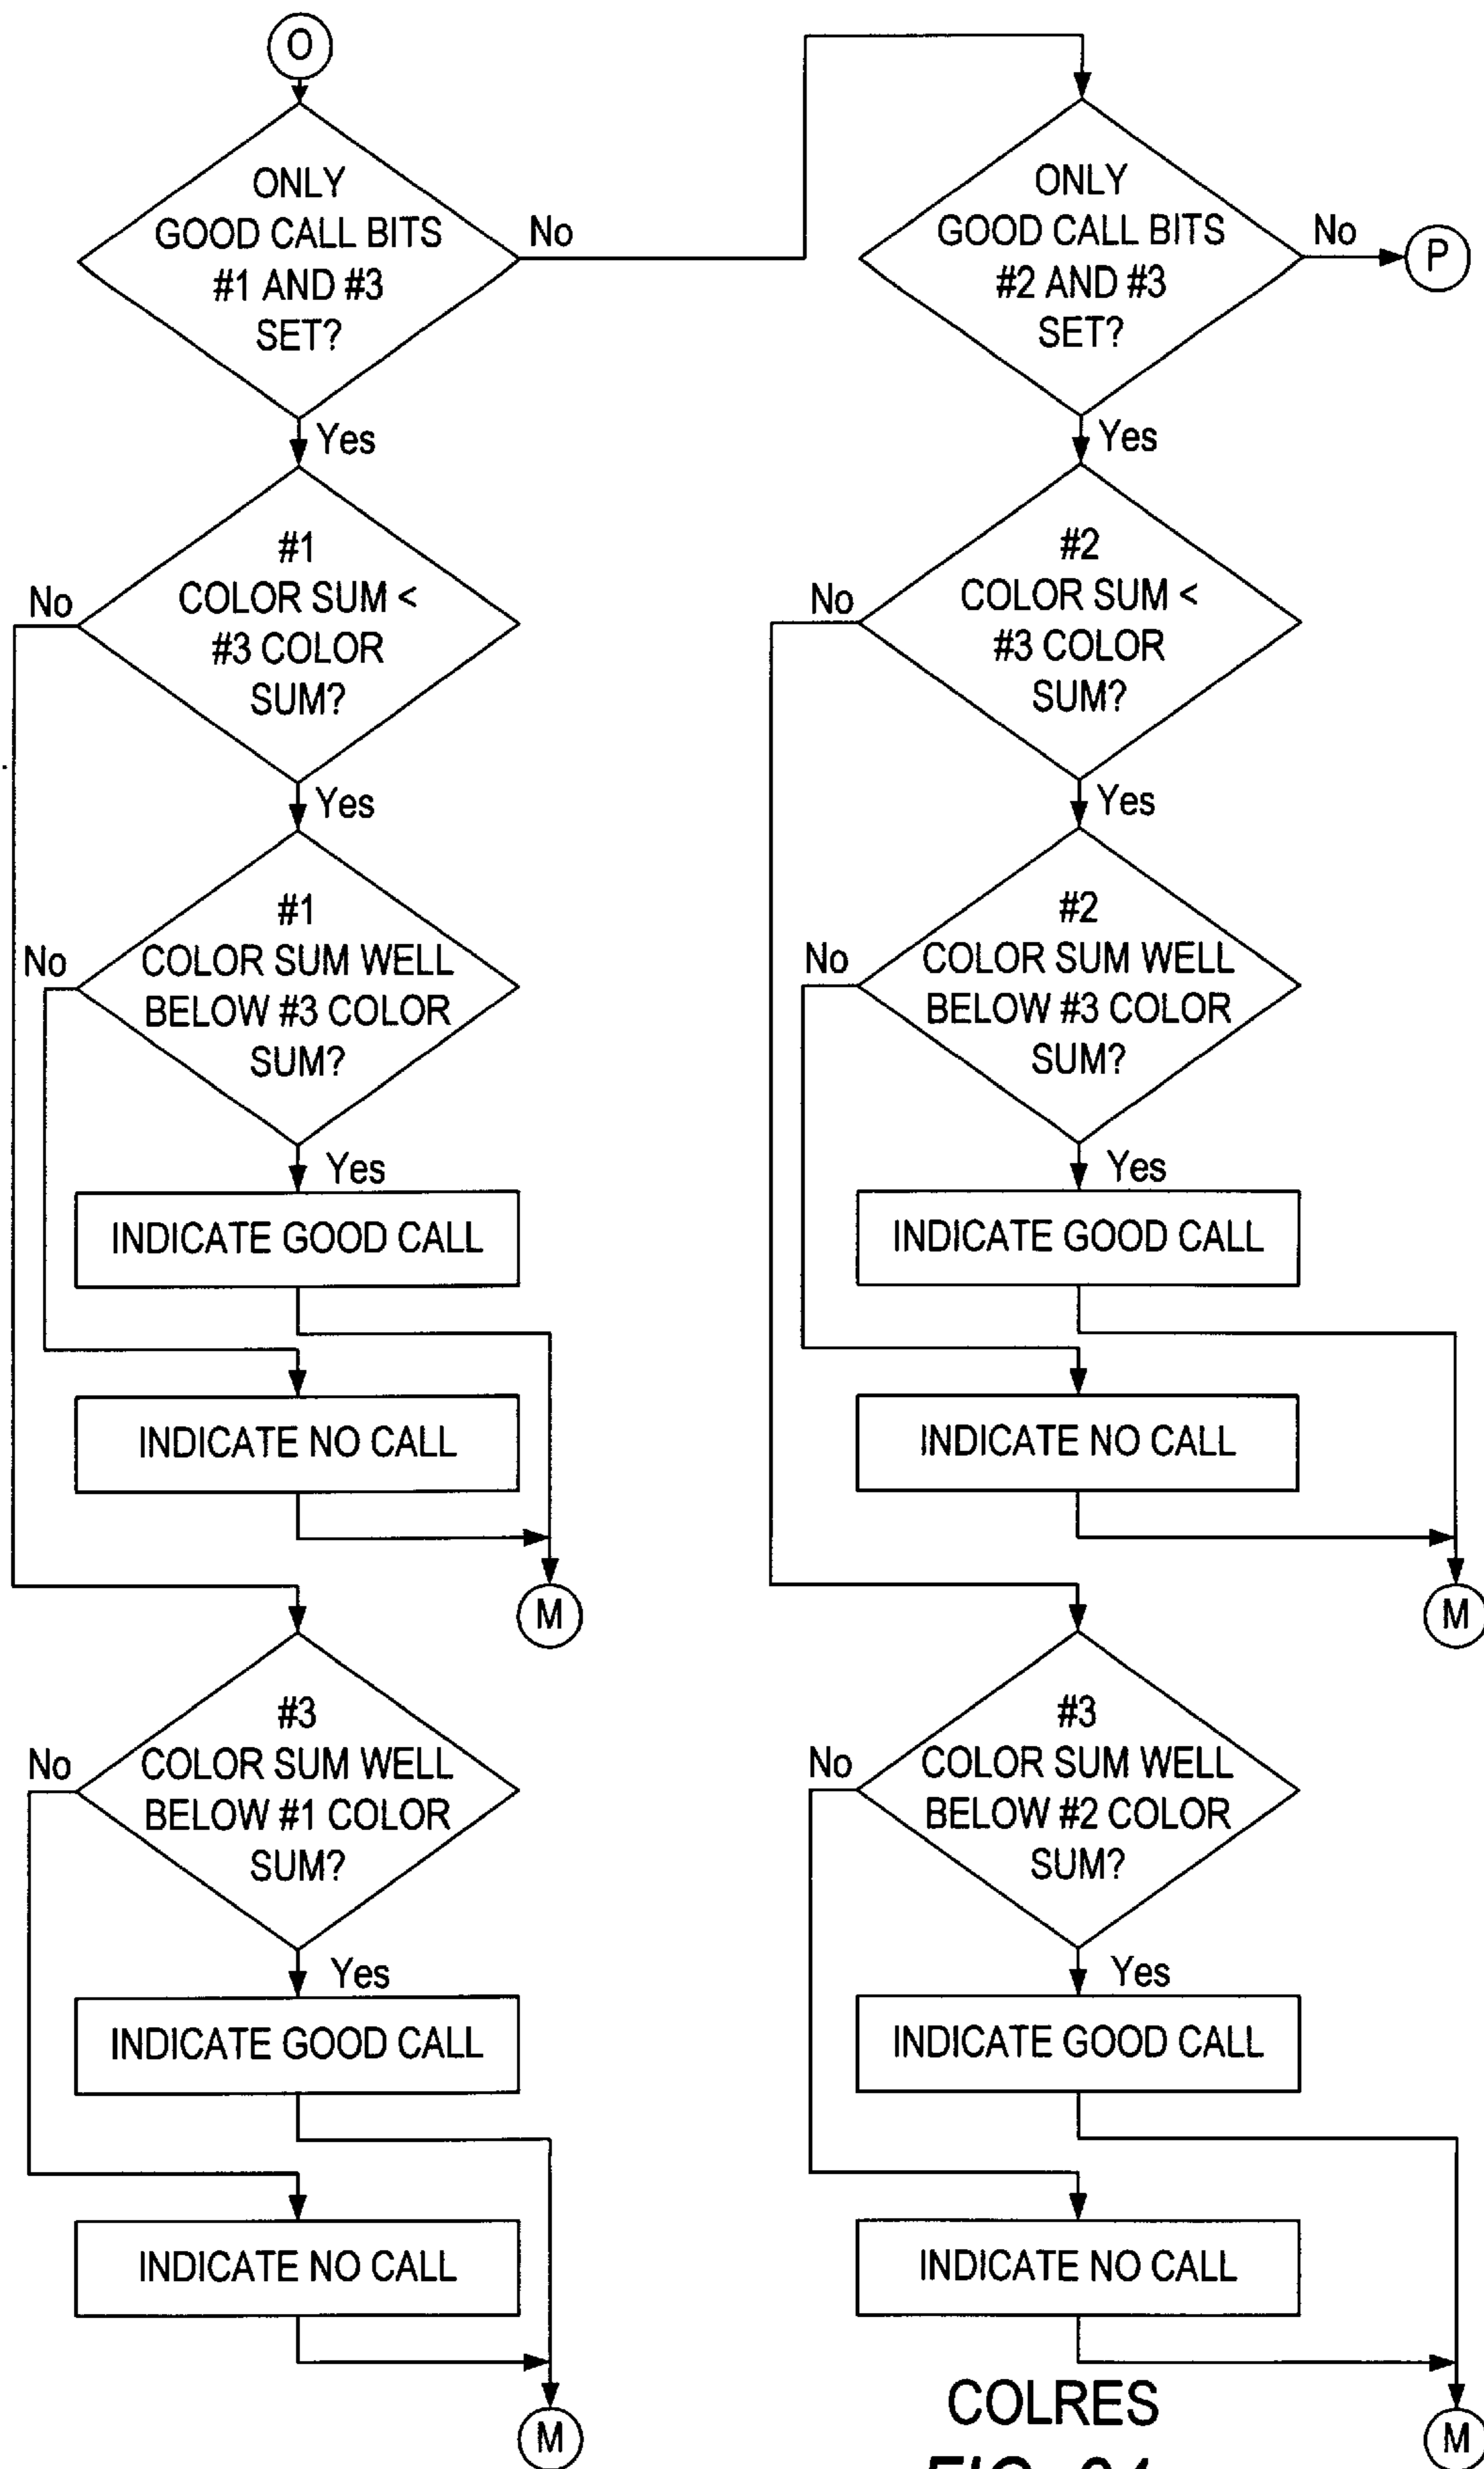 O
ONLY
GOOD CALL BITS
#1 AND #3
SET?
No
Yes
#1
COLOR SUM <
#3 COLOR
SUM?
No
Yes
#1
COLOR SUM WELL
BELOW #3 COLOR
SUM?
No
Yes
INDICATE GOOD CALL
INDICATE NO CALL
M
#3
COLOR SUM WELL
BELOW #1 COLOR
SUM?
No
Yes
INDICATE GOOD CALL
INDICATE NO CALL
M
ONLY
GOOD CALL BITS
#2 AND #3
SET?
No
P
Yes
#2
COLOR SUM <
#3 COLOR
SUM?
No
Yes
#2
COLOR SUM WELL
BELOW #3 COLOR
SUM?
No
Yes
INDICATE GOOD CALL
INDICATE NO CALL
M
#3
COLOR SUM WELL
BELOW #2 COLOR
SUM?
No
Yes
INDICATE GOOD CALL
INDICATE NO CALL
M
COLRES